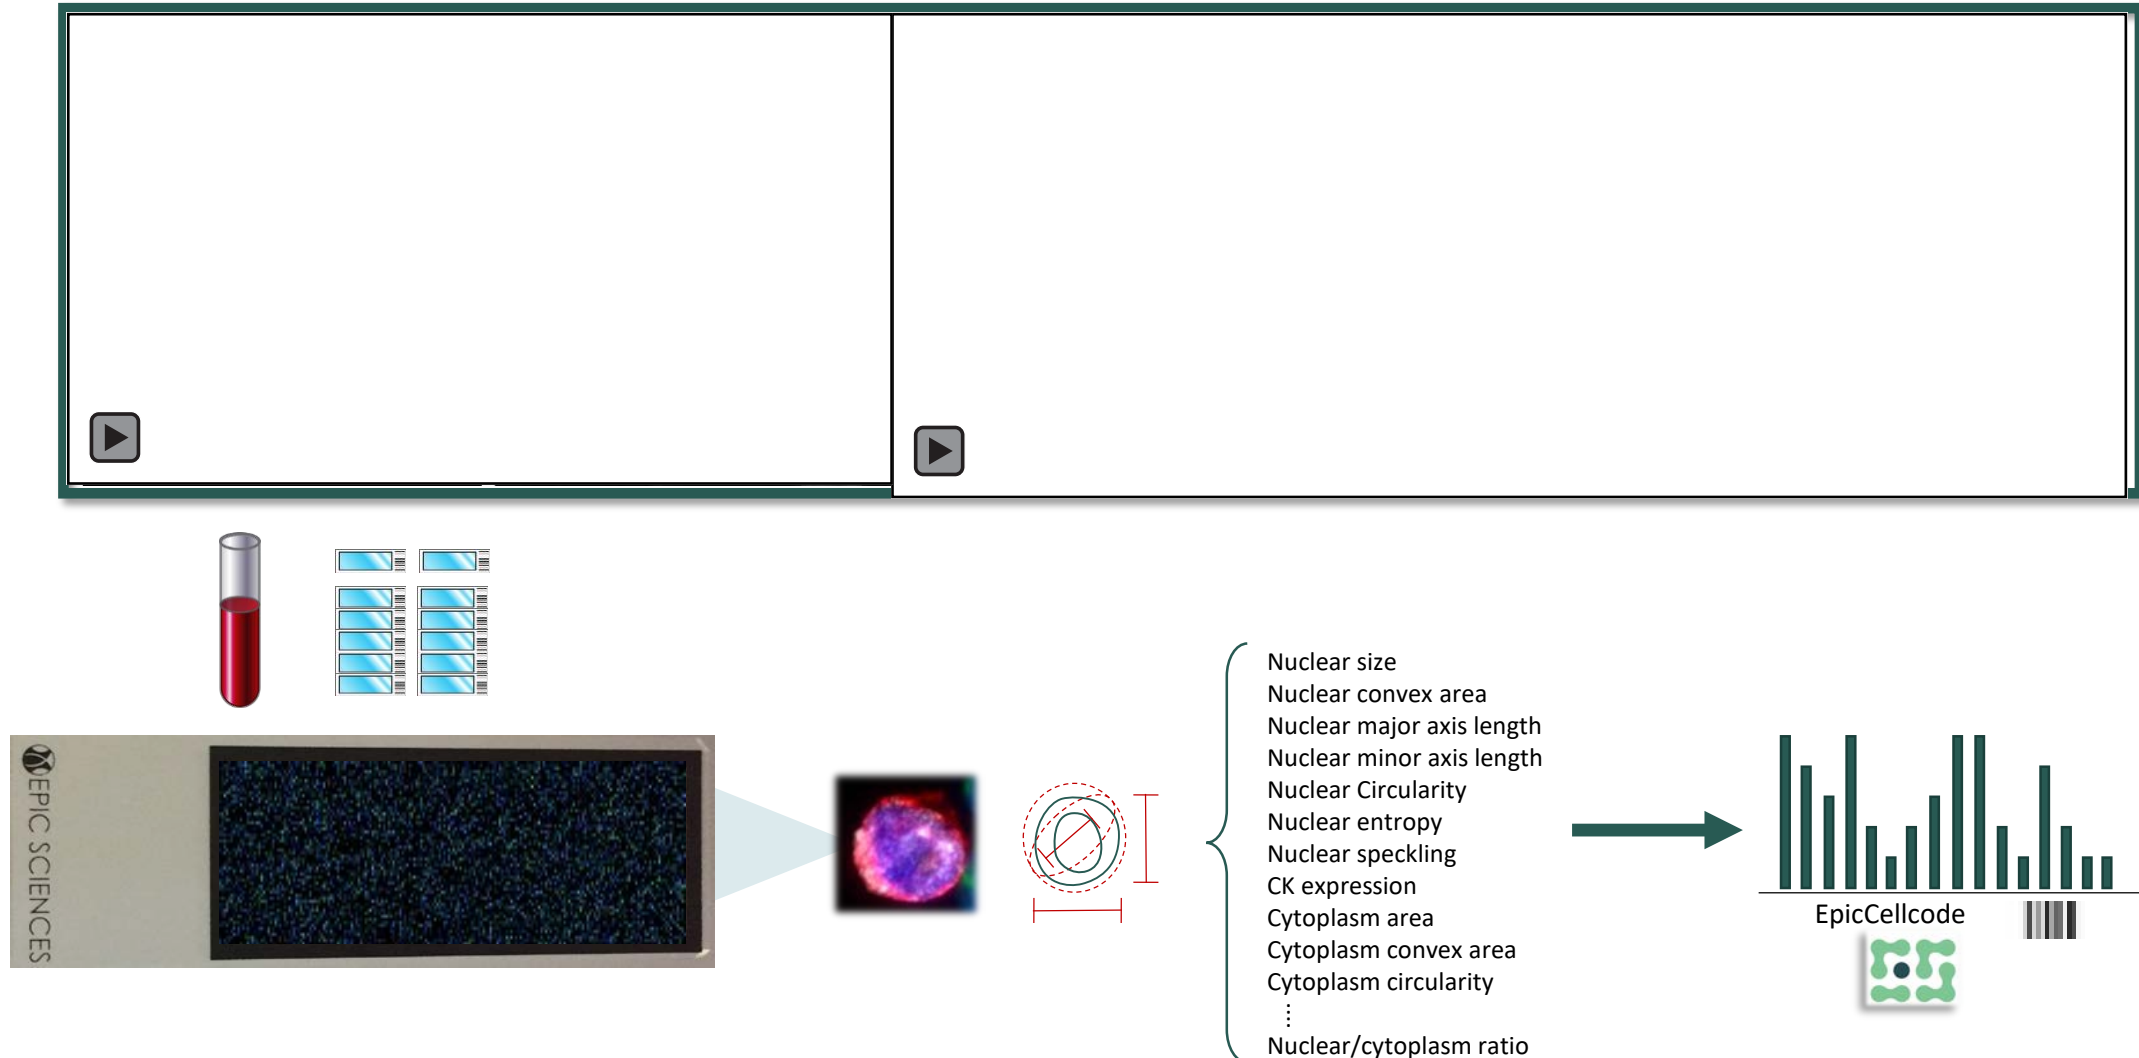 EPIC SCIENCES
Nuclear size
Nuclear convex area
Nuclear major axis length
Nuclear minor axis length
Nuclear Circularity
Nuclear entropy
Nuclear speckling
CK expression
Cytoplasm area
Cytoplasm convex area
Cytoplasm circularity
⋮
Nuclear/cytoplasm ratio
EpicCellcode